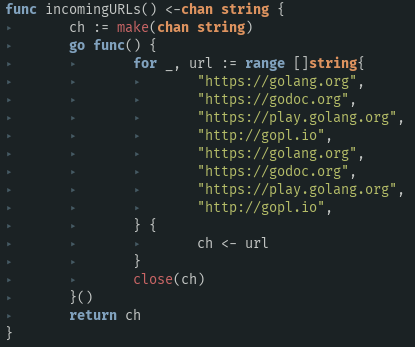 func incomingURLs() <-chan string {
ch := make(chan string)
go func() {
for _, url := range []string{
"https://golang.org",
"https://godoc.org",
"https://play.golang.org",
"http://gopl.io",
"https://golang.org",
"https://godoc.org",
"https://play.golang.org",
"http://gopl.io",
} {
ch <- url
}
close(ch)
}()
return ch
}